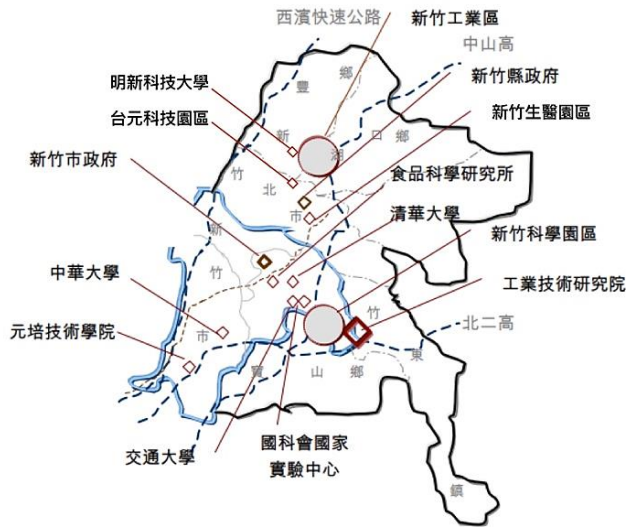 西濱快速公路
新竹工業區
中山高
鄉
豐
新竹縣政府
明新科技大學
台元科技園區
新竹生醫園區
新
口
鄉
湖
新竹市政府
竹
北
市
食品科學研究所
清華大學
新
竹
市
新竹科學園區
中華大學
工業技術研究院
竹
東
鎮
北二高
元培技術學院
寶
山
鄉
交通大學
國科會國家
實驗中心